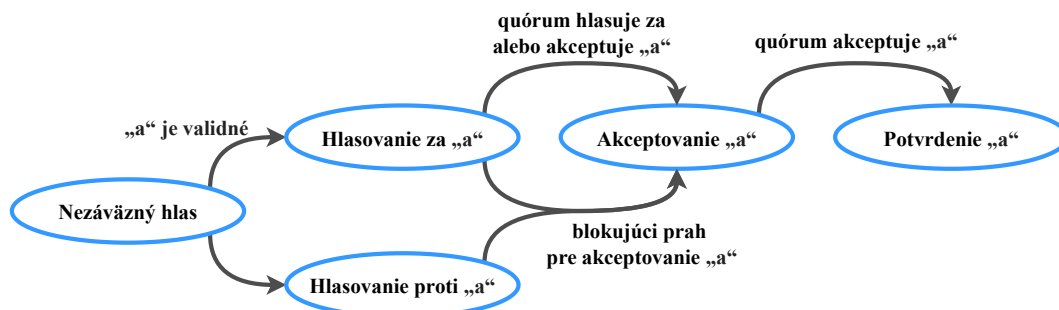 quórum hlasuje za
alebo akceptuje „a“
quórum akceptuje „a“
„a“ je validné
Hlasovanie za „a“
Akceptovanie „a“
Potvrdenie „a“
Nezáväzný hlas
blokujúci prah
pre akceptovanie „a“
Hlasovanie proti „a“